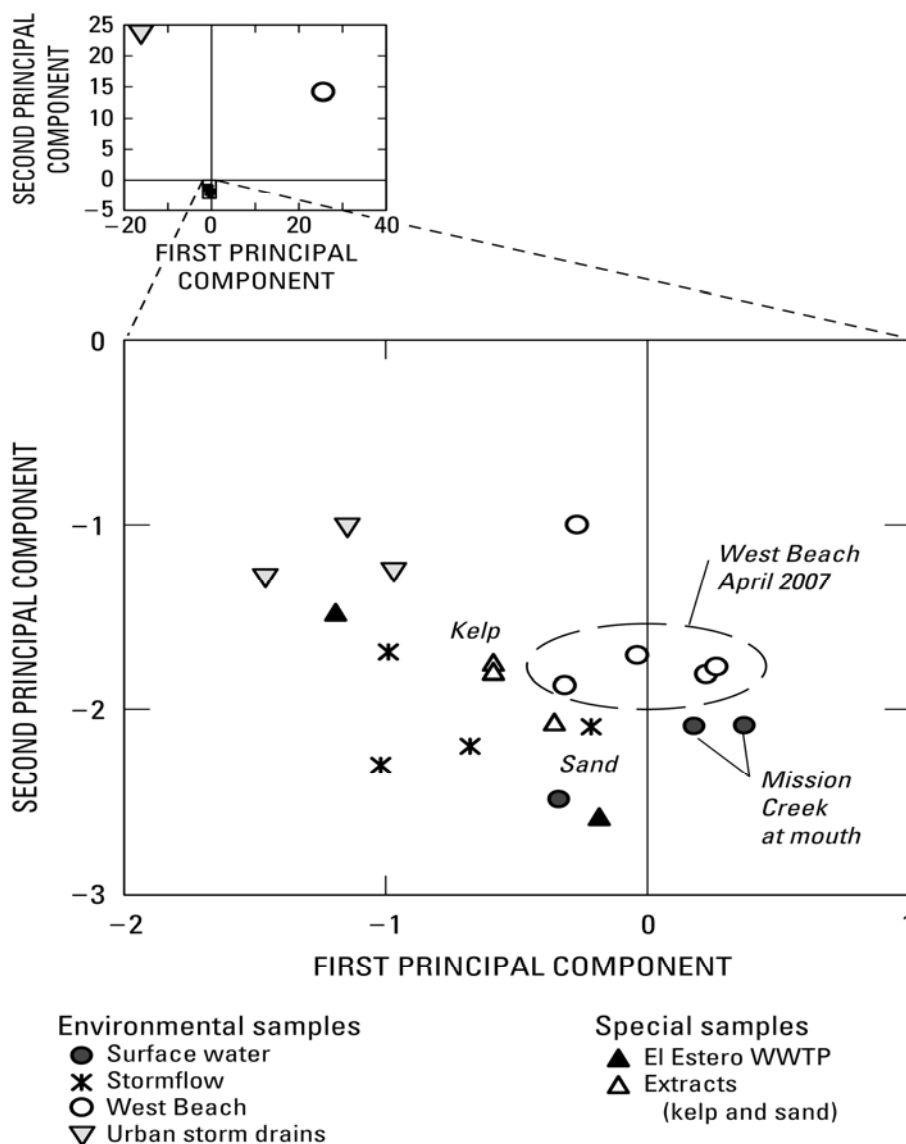 SECOND PRINCIPAL
COMPONENT
25
20
15
10
5
0
−5
−20
0
20
40
FIRST PRINCIPAL
COMPONENT
SECOND PRINCIPAL COMPONENT
0
−1
−2
−3
West Beach
April 2007
Kelp
Sand
Mission
Creek
at mouth
−2
−1
0
1
FIRST PRINCIPAL COMPONENT
Environmental samples
Surface water
Stormflow
West Beach
Urban storm drains
Special samples
El Estero WWTP
Extracts
(kelp and sand)